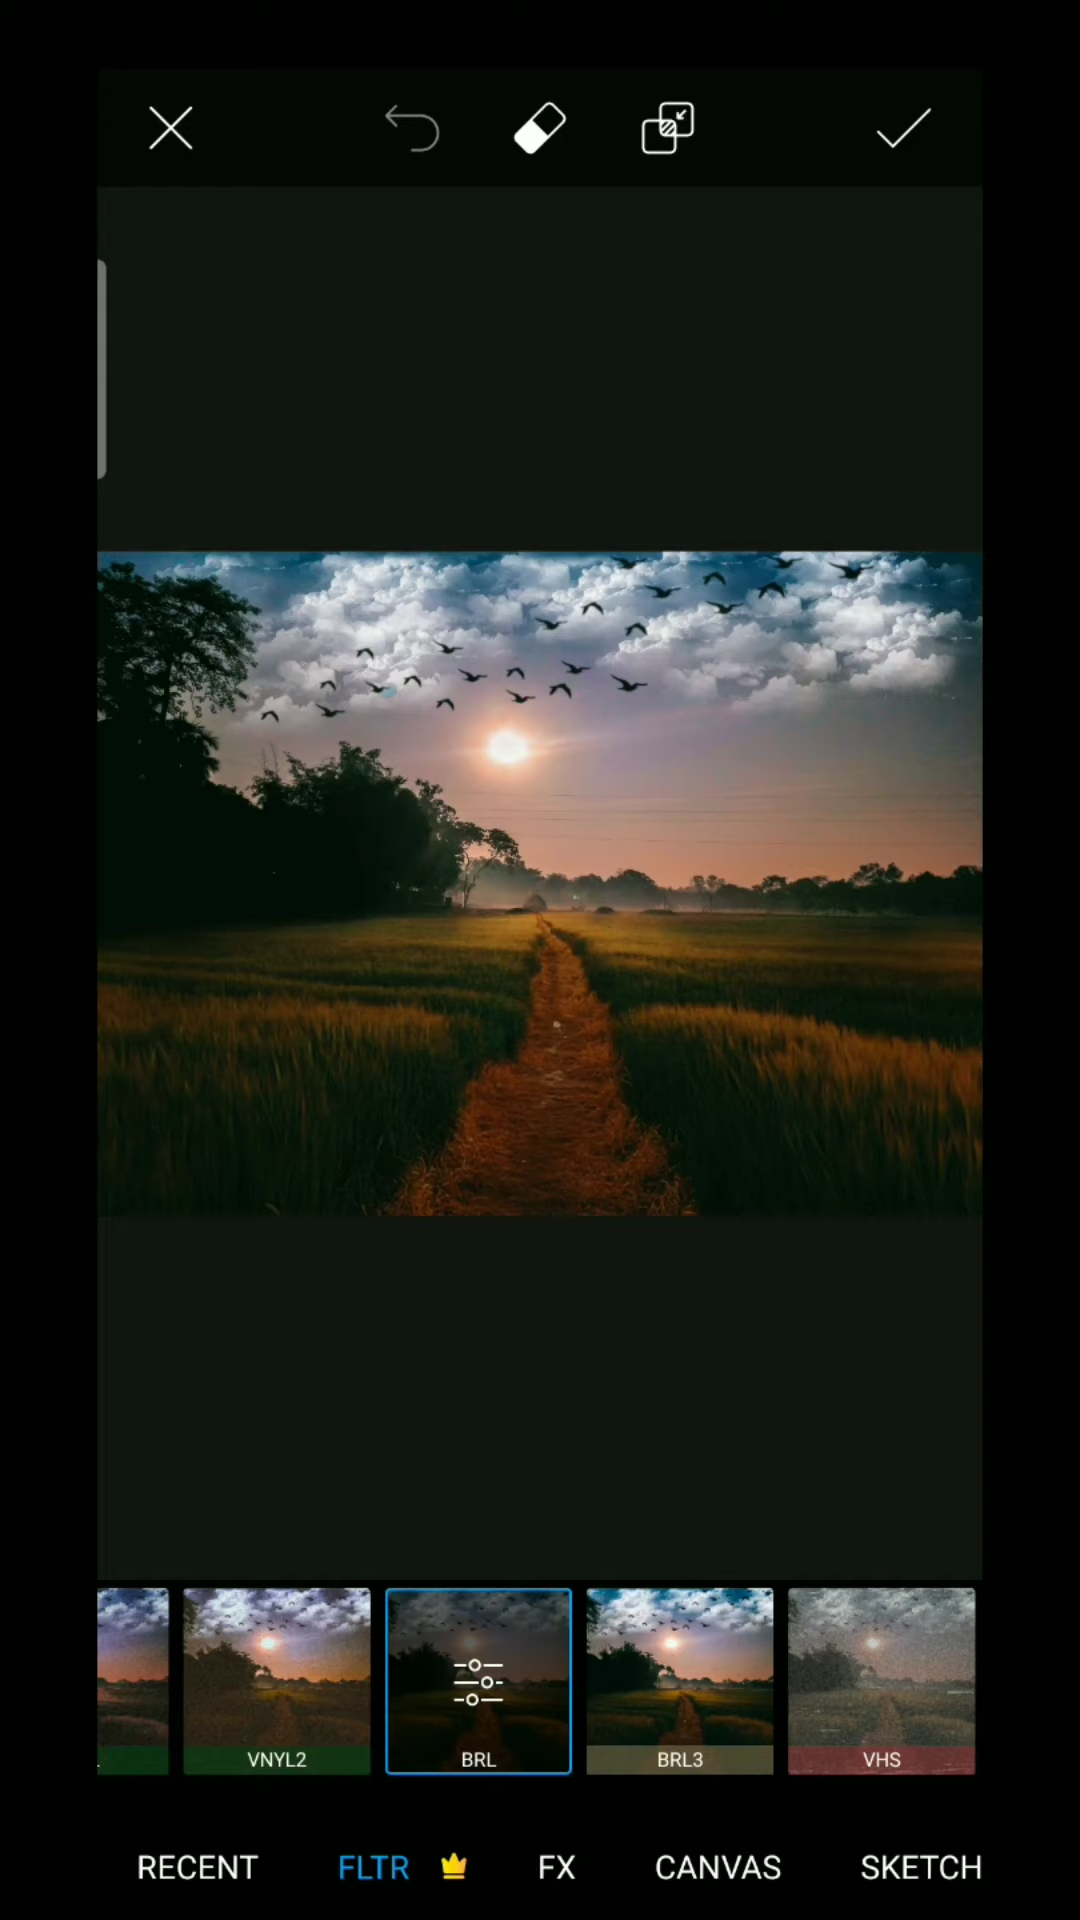 VNYL2
BRL
BRL3
VHS
RECENT
FLTR
FX
CANVAS
SKETCH